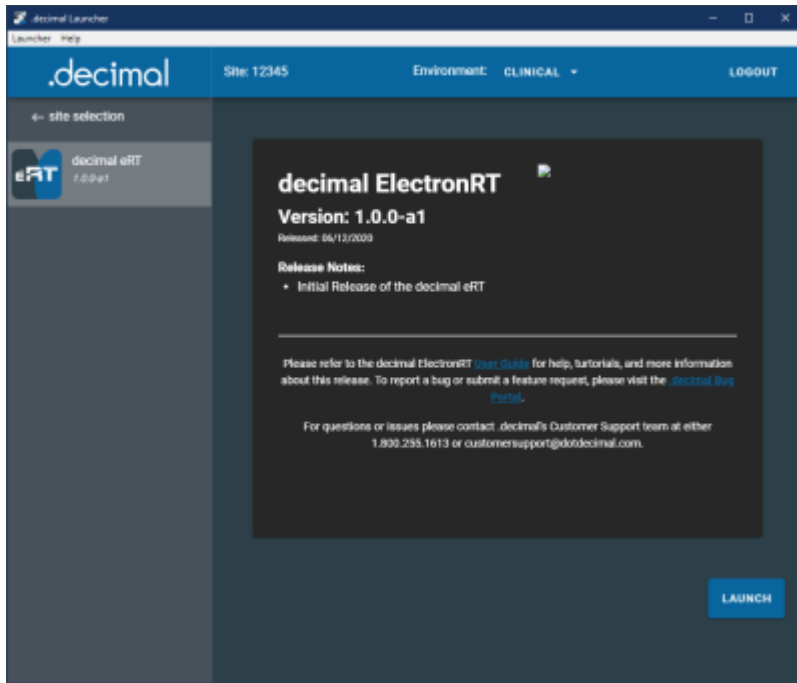 .decimal Launcher
Launcher Help
.decimal
Site: 12345
Environment: CLINICAL
LOGOUT
← site selection
eRT
decimal eRT
1.0.0-a1
decimal ElectronRT
Version: 1.0.0-a1
Released: 06/12/2020
Release Notes:
• Initial Release of the decimal eRT
Please refer to the decimal ElectronRT User Guide for help, turtorials, and more information
about this release. To report a bug or submit a feature request, please visit the .decimal Bug
Portal.
For questions or issues please contact .decimal's Customer Support team at either
1.800.255.1613 or customersupport@dotdecimal.com.
LAUNCH